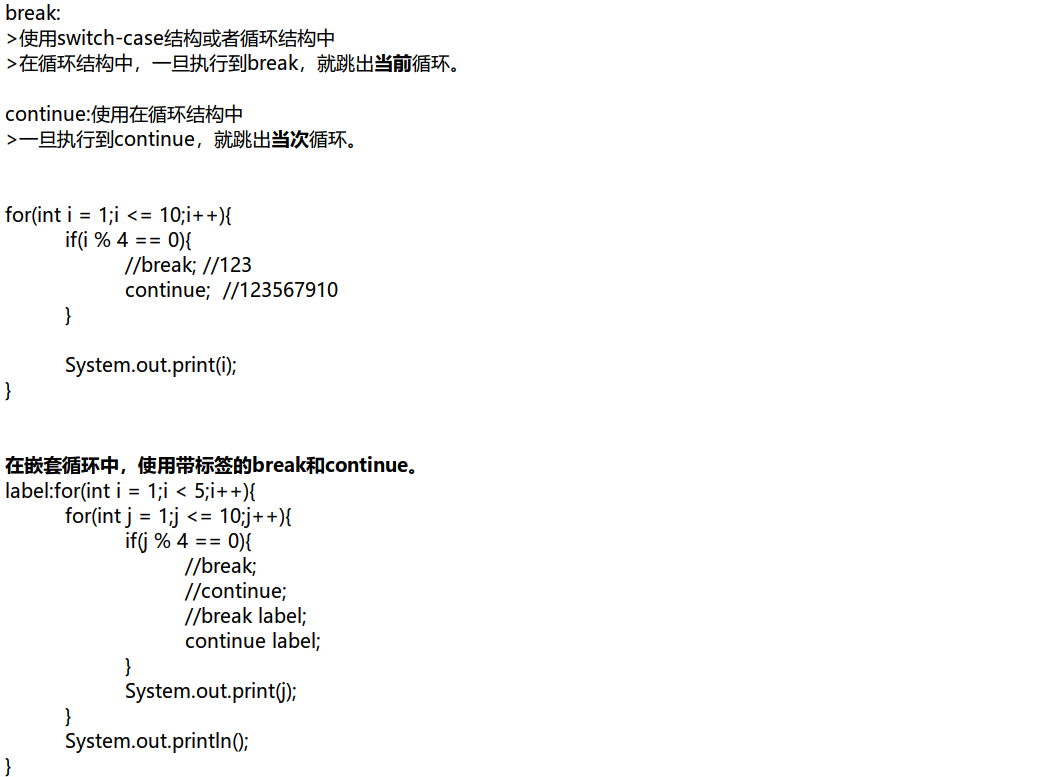 break:
>使用switch-case结构或者循环结构中
>在循环结构中，一旦执行到break，就跳出当前循环。
continue:使用在循环结构中
>一旦执行到continue，就跳出当次循环。
for(int i = 1;i <= 10;i++){
if(i % 4 == 0){
//break; //123
continue;  //123567910
}
System.out.print(i);
}
在嵌套循环中，使用带标签的break和continue。
label:for(int i = 1;i < 5;i++){
for(int j = 1;j <= 10;j++){
if(j % 4 == 0){
//break;
//continue;
//break label;
continue label;
}
System.out.print(j);
}
System.out.println();
}